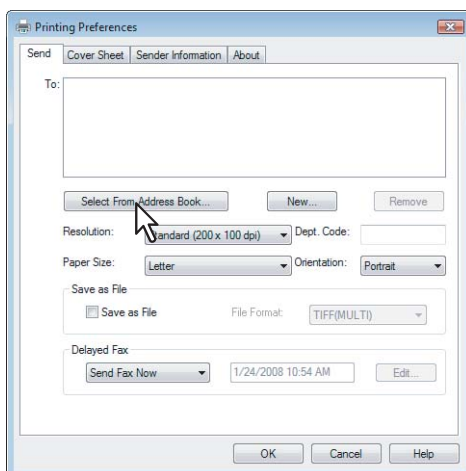 Printing Preferences
Send Cover Sheet Sender Information About
To:
Select From Address Book... New... Remove
Resolution: Standard (200 x 100 dpi) Dept. Code:
Paper Size: Letter Orientation: Portrait
Save as File
Save as File File Format: TIFF(MULTI)
Delayed Fax
Send Fax Now 1/24/2008 10:54 AM Edit...
OK Cancel Help